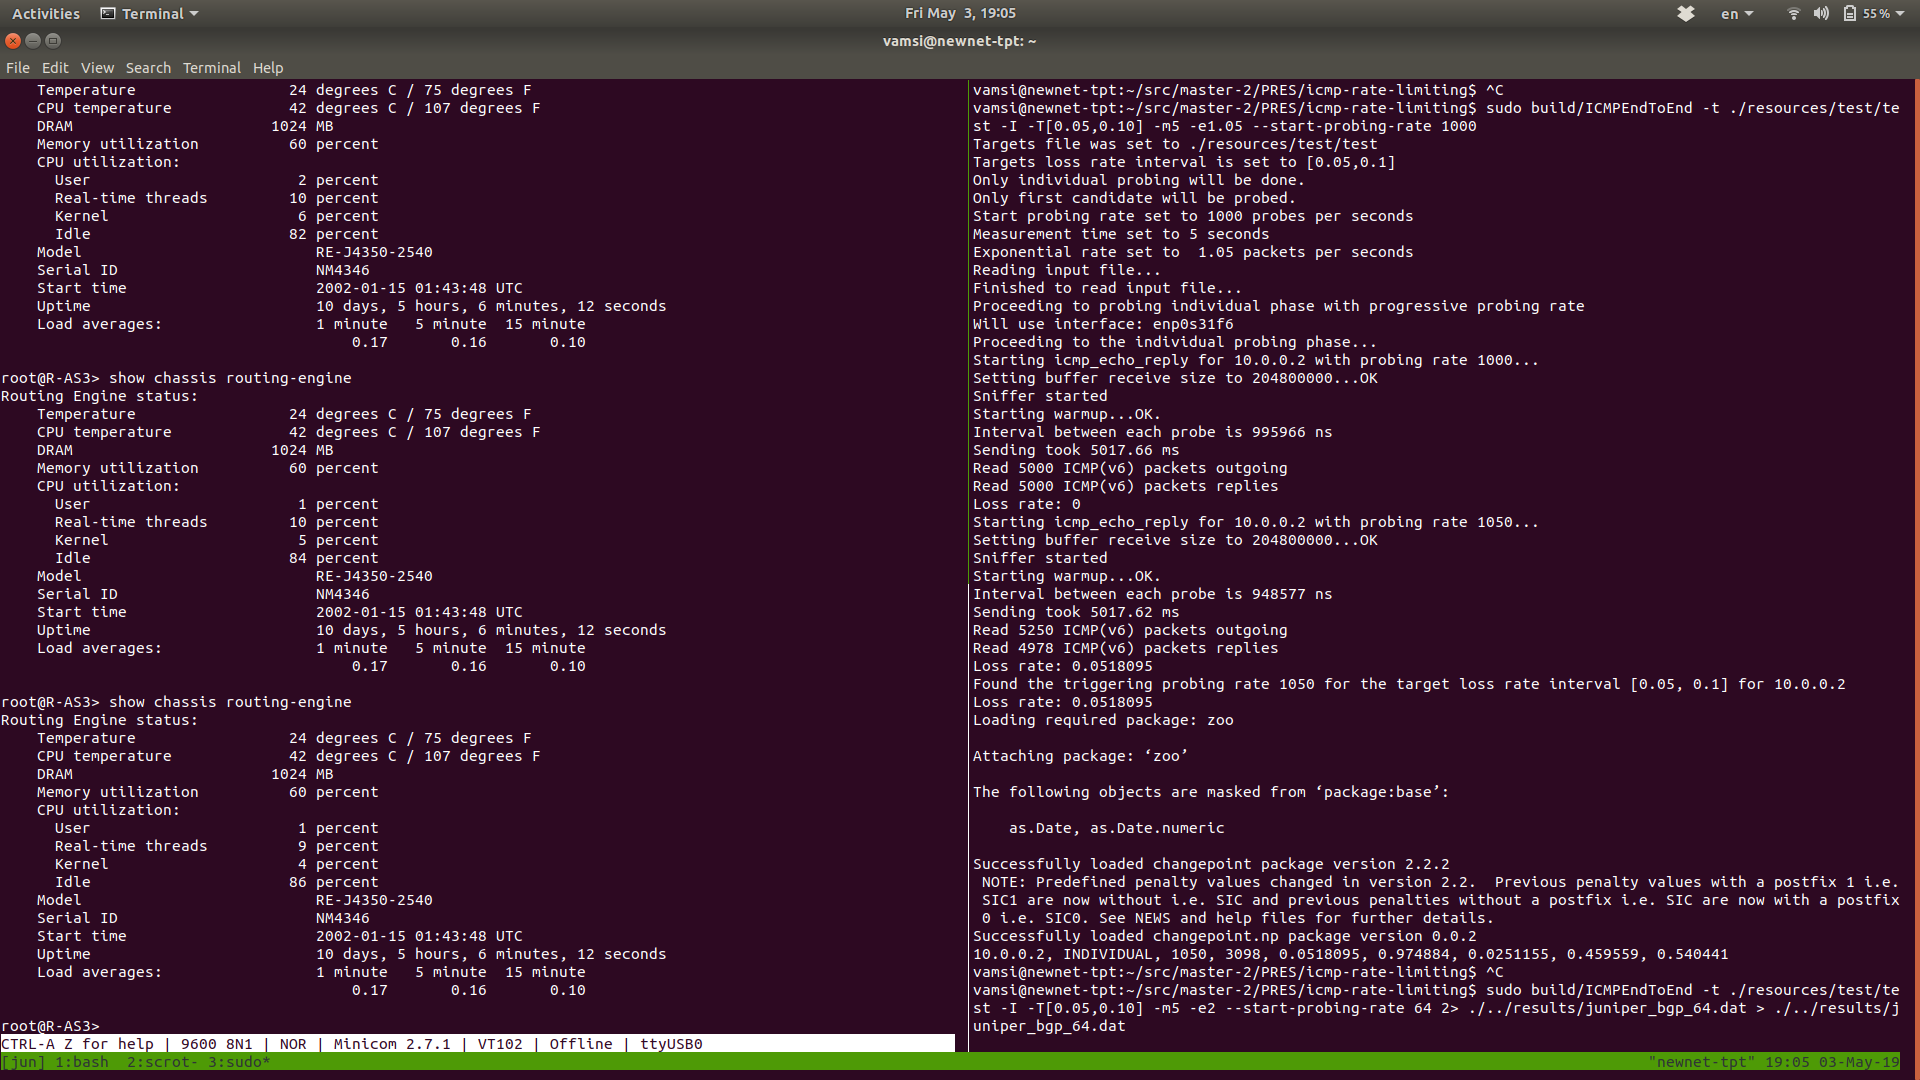 Activities Terminal Fri May 3, 19:05 en 55%
vamsi@newnet-tpt: ~
File Edit View Search Terminal Help
Temperature 24 degrees C / 75 degrees F
CPU temperature 42 degrees C / 107 degrees F
DRAM 1024 MB
Memory utilization 60 percent
CPU utilization:
User 2 percent
Real-time threads 10 percent
Kernel 6 percent
Idle 82 percent
Model RE-J4350-2540
Serial ID NM4346
Start time 2002-01-15 01:43:48 UTC
Uptime 10 days, 5 hours, 6 minutes, 12 seconds
Load averages: 1 minute 5 minute 15 minute
0.17 0.16 0.10
root@R-AS3> show chassis routing-engine
Routing Engine status:
Temperature 24 degrees C / 75 degrees F
CPU temperature 42 degrees C / 107 degrees F
DRAM 1024 MB
Memory utilization 60 percent
CPU utilization:
User 1 percent
Real-time threads 10 percent
Kernel 5 percent
Idle 84 percent
Model RE-J4350-2540
Serial ID NM4346
Start time 2002-01-15 01:43:48 UTC
Uptime 10 days, 5 hours, 6 minutes, 12 seconds
Load averages: 1 minute 5 minute 15 minute
0.17 0.16 0.10
root@R-AS3> show chassis routing-engine
Routing Engine status:
Temperature 24 degrees C / 75 degrees F
CPU temperature 42 degrees C / 107 degrees F
DRAM 1024 MB
Memory utilization 60 percent
CPU utilization:
User 1 percent
Real-time threads 9 percent
Kernel 4 percent
Idle 86 percent
Model RE-J4350-2540
Serial ID NM4346
Start time 2002-01-15 01:43:48 UTC
Uptime 10 days, 5 hours, 6 minutes, 12 seconds
Load averages: 1 minute 5 minute 15 minute
0.17 0.16 0.10
root@R-AS3>
CTRL-A Z for help | 9600 8N1 | NOR | Minicom 2.7.1 | VT102 | Offline | ttyUSB0
vamsi@newnet-tpt:~/src/master-2/PRES/icmp-rate-limiting$ ^C
vamsi@newnet-tpt:~/src/master-2/PRES/icmp-rate-limiting$ sudo build/ICMPEndToEnd -t ./resources/test/te
st -I -T[0.05,0.10] -m5 -e1.05 --start-probing-rate 1000
Targets file was set to ./resources/test/test
Targets loss rate interval is set to [0.05,0.1]
Only individual probing will be done.
Only first candidate will be probed.
Start probing rate set to 1000 probes per seconds
Measurement time set to 5 seconds
Exponential rate set to  1.05 packets per seconds
Reading input file...
Finished to read input file...
Proceeding to probing individual phase with progressive probing rate
Will use interface: enp0s31f6
Proceeding to the individual probing phase...
Starting icmp_echo_reply for 10.0.0.2 with probing rate 1000...
Setting buffer receive size to 204800000...OK
Sniffer started
Starting warmup...OK.
Interval between each probe is 995966 ns
Sending took 5017.66 ms
Read 5000 ICMP(v6) packets outgoing
Read 5000 ICMP(v6) packets replies
Loss rate: 0
Starting icmp_echo_reply for 10.0.0.2 with probing rate 1050...
Setting buffer receive size to 204800000...OK
Sniffer started
Starting warmup...OK.
Interval between each probe is 948577 ns
Sending took 5017.62 ms
Read 5250 ICMP(v6) packets outgoing
Read 4978 ICMP(v6) packets replies
Loss rate: 0.0518095
Found the triggering probing rate 1050 for the target loss rate interval [0.05, 0.1] for 10.0.0.2
Loss rate: 0.0518095
Loading required package: zoo
Attaching package: ‘zoo’
The following objects are masked from ‘package:base’:
as.Date, as.Date.numeric
Successfully loaded changepoint package version 2.2.2
NOTE: Predefined penalty values changed in version 2.2.  Previous penalty values with a postfix 1 i.e.
SIC1 are now without i.e. SIC and previous penalties without a postfix i.e. SIC are now with a postfix
0 i.e. SIC0. See NEWS and help files for further details.
Successfully loaded changepoint.np package version 0.0.2
10.0.0.2, INDIVIDUAL, 1050, 3098, 0.0518095, 0.974884, 0.0251155, 0.459559, 0.540441
vamsi@newnet-tpt:~/src/master-2/PRES/icmp-rate-limiting$ ^C
vamsi@newnet-tpt:~/src/master-2/PRES/icmp-rate-limiting$ sudo build/ICMPEndToEnd -t ./resources/test/te
st -I -T[0.05,0.10] -m5 -e2 --start-probing-rate 64 2> ./../results/juniper_bgp_64.dat > ./../results/j
uniper_bgp_64.dat
[jun] 1:bash  2:scrot- 3:sudo* "newnet-tpt" 19:05 03-May-19